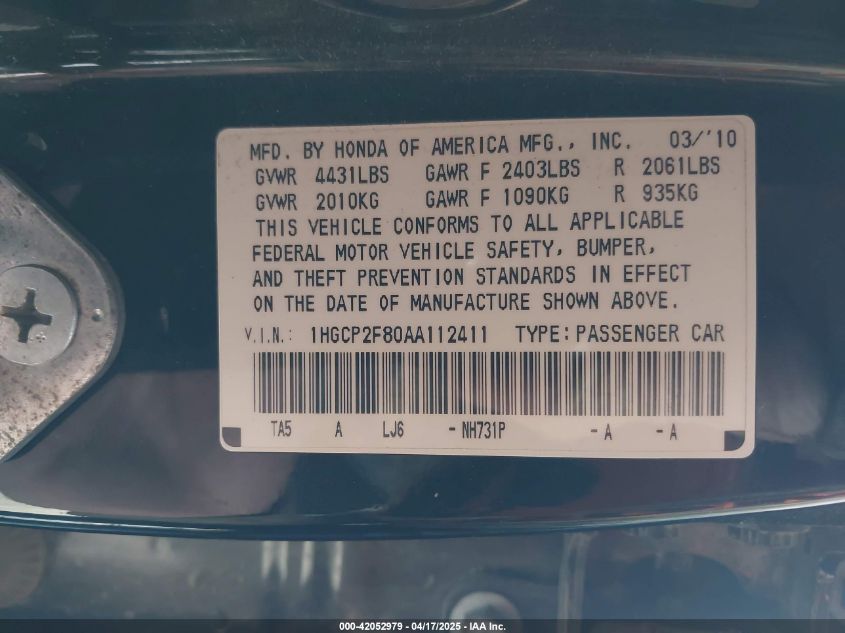 MFD. BY HONDA OF AMERICA MFG., INC. 03/'10
GVWR 4431LBS GAWR F 2403LBS R 2061LBS
GVWR 2010KG GAWR F 1090KG R 935KG
THIS VEHICLE CONFORMS TO ALL APPLICABLE
FEDERAL MOTOR VEHICLE SAFETY, BUMPER,
AND THEFT PREVENTION STANDARDS IN EFFECT
ON THE DATE OF MANUFACTURE SHOWN ABOVE.
V.I.N.: 1HGCP2F80AA112411 TYPE: PASSENGER CAR
TA5 A LJ6 - NH731P - A - A
000-42052979 - 04/17/2025 - IAA Inc.